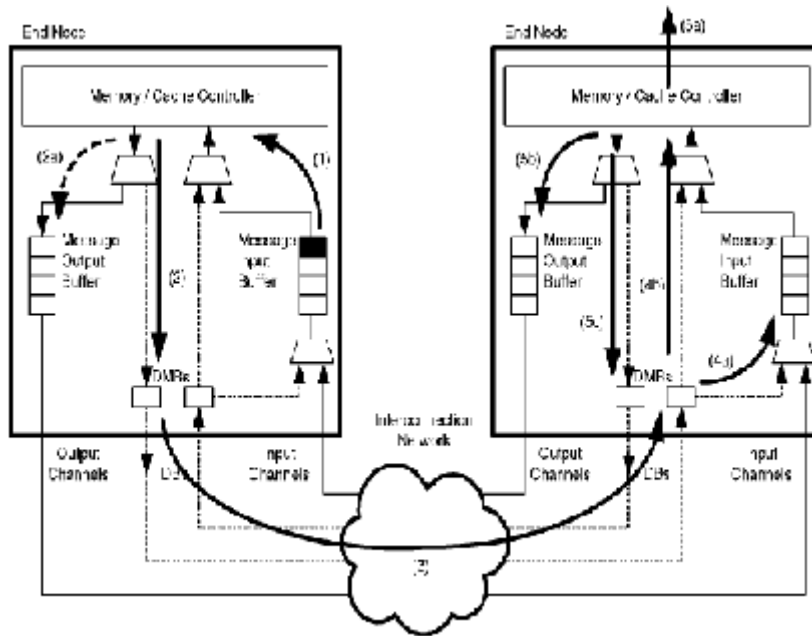 (5a)
End Node
End Node
Memory / Cache Controller
Memory / Cache Controller
(2a)
(1)
(5b)
Message
Output
Buffer
Message
Input
Buffer
Message
Output
Buffer
Message
Input
Buffer
(2)
(4b)
(5c)
(4a)
DMBs
DMBs
Interconnection
Network
Output
Channels
DBs
Input
Channels
Output
Channels
DBs
Input
Channels
(3)